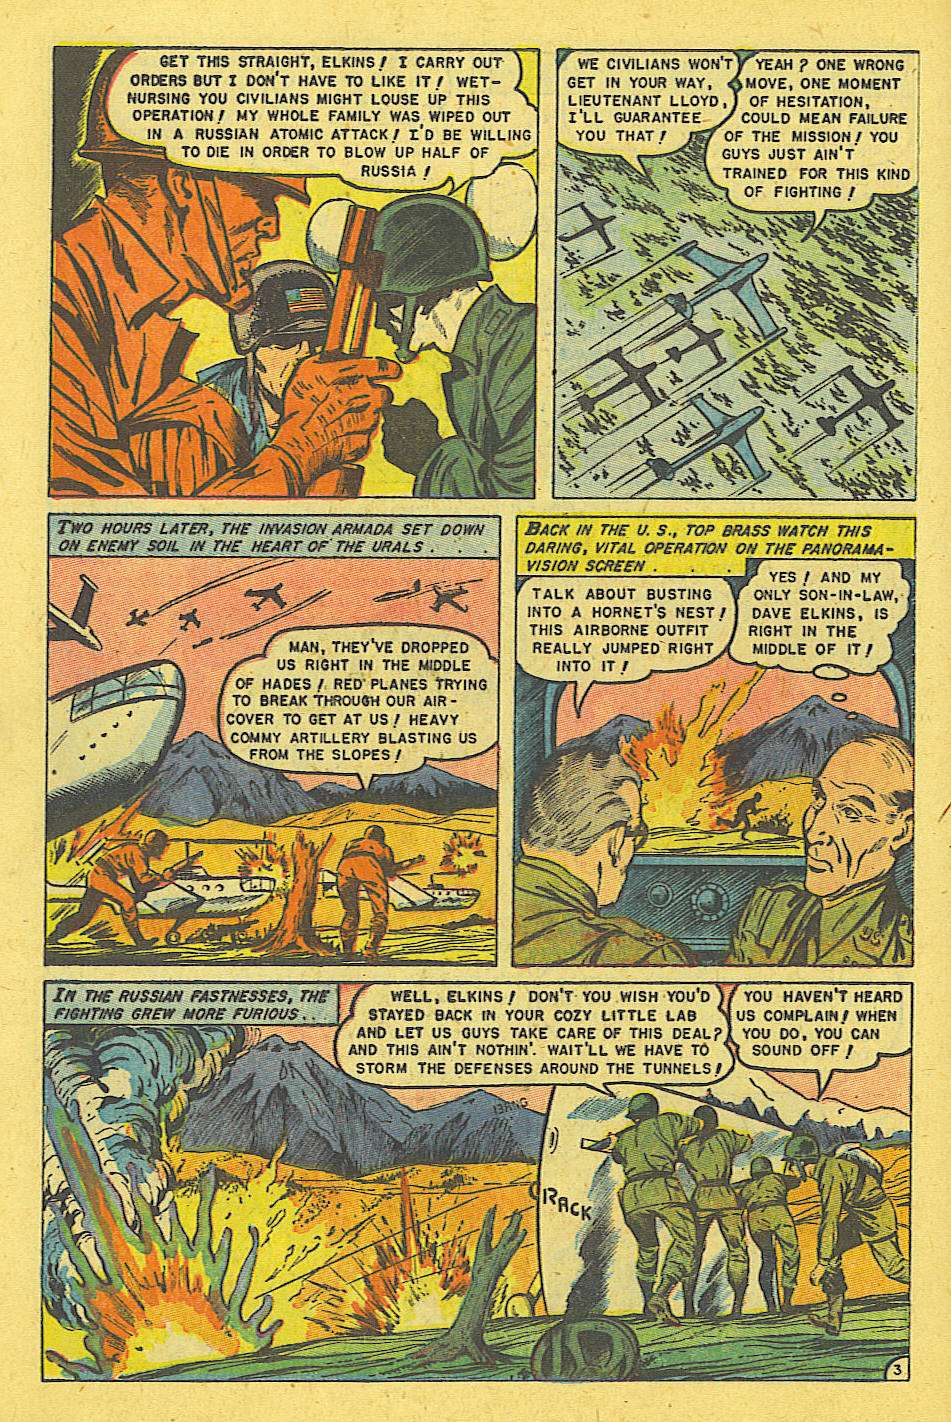 GET THIS STRAIGHT, ELKINS! I CARRY OUT
ORDERS BUT I DON'T HAVE TO LIKE IT! WET-
NURSING YOU CIVILIANS MIGHT LOUSE UP THIS
OPERATION! MY WHOLE FAMILY WAS WIPED OUT
IN A RUSSIAN ATOMIC ATTACK! I'D BE WILLING
TO DIE IN ORDER TO BLOW UP HALF OF
RUSSIA!
WE CIVILIANS WON'T
GET IN YOUR WAY,
LIEUTENANT LLOYD,
I'LL GUARANTEE
YOU THAT!
YEAH? ONE WRONG
MOVE, ONE MOMENT
OF HESITATION,
COULD MEAN FAILURE
OF THE MISSION! YOU
GUYS JUST AIN'T
TRAINED FOR THIS KIND
OF FIGHTING!
TWO HOURS LATER, THE INVASION ARMADA SET DOWN
ON ENEMY SOIL IN THE HEART OF THE URALS . . . .
MAN, THEY'VE DROPPED
US RIGHT IN THE MIDDLE
OF HADES! RED PLANES TRYING
TO BREAK THROUGH OUR AIR-
COVER TO GET AT US! HEAVY
COMMY ARTILLERY BLASTING US
FROM THE SLOPES!
BACK IN THE U.S., TOP BRASS WATCH THIS
DARING, VITAL OPERATION ON THE PANORAMA-
VISION SCREEN . . . .
TALK ABOUT BUSTING
INTO A HORNET'S NEST!
THIS AIRBORNE OUTFIT
REALLY JUMPED RIGHT
INTO IT!
YES! AND MY
ONLY SON-IN-LAW,
DAVE ELKINS, IS
RIGHT IN THE
MIDDLE OF IT!
US
IN THE RUSSIAN FASTNESSES, THE
FIGHTING GREW MORE FURIOUS..
WELL, ELKINS! DON'T YOU WISH YOU'D
STAYED BACK IN YOUR COZY LITTLE LAB
AND LET US GUYS TAKE CARE OF THIS DEAL?
AND THIS AIN'T NOTHIN'. WAIT'LL WE HAVE TO
STORM THE DEFENSES AROUND THE TUNNELS!
YOU HAVEN'T HEARD
US COMPLAIN! WHEN
YOU DO, YOU CAN
SOUND OFF!
RACK
3